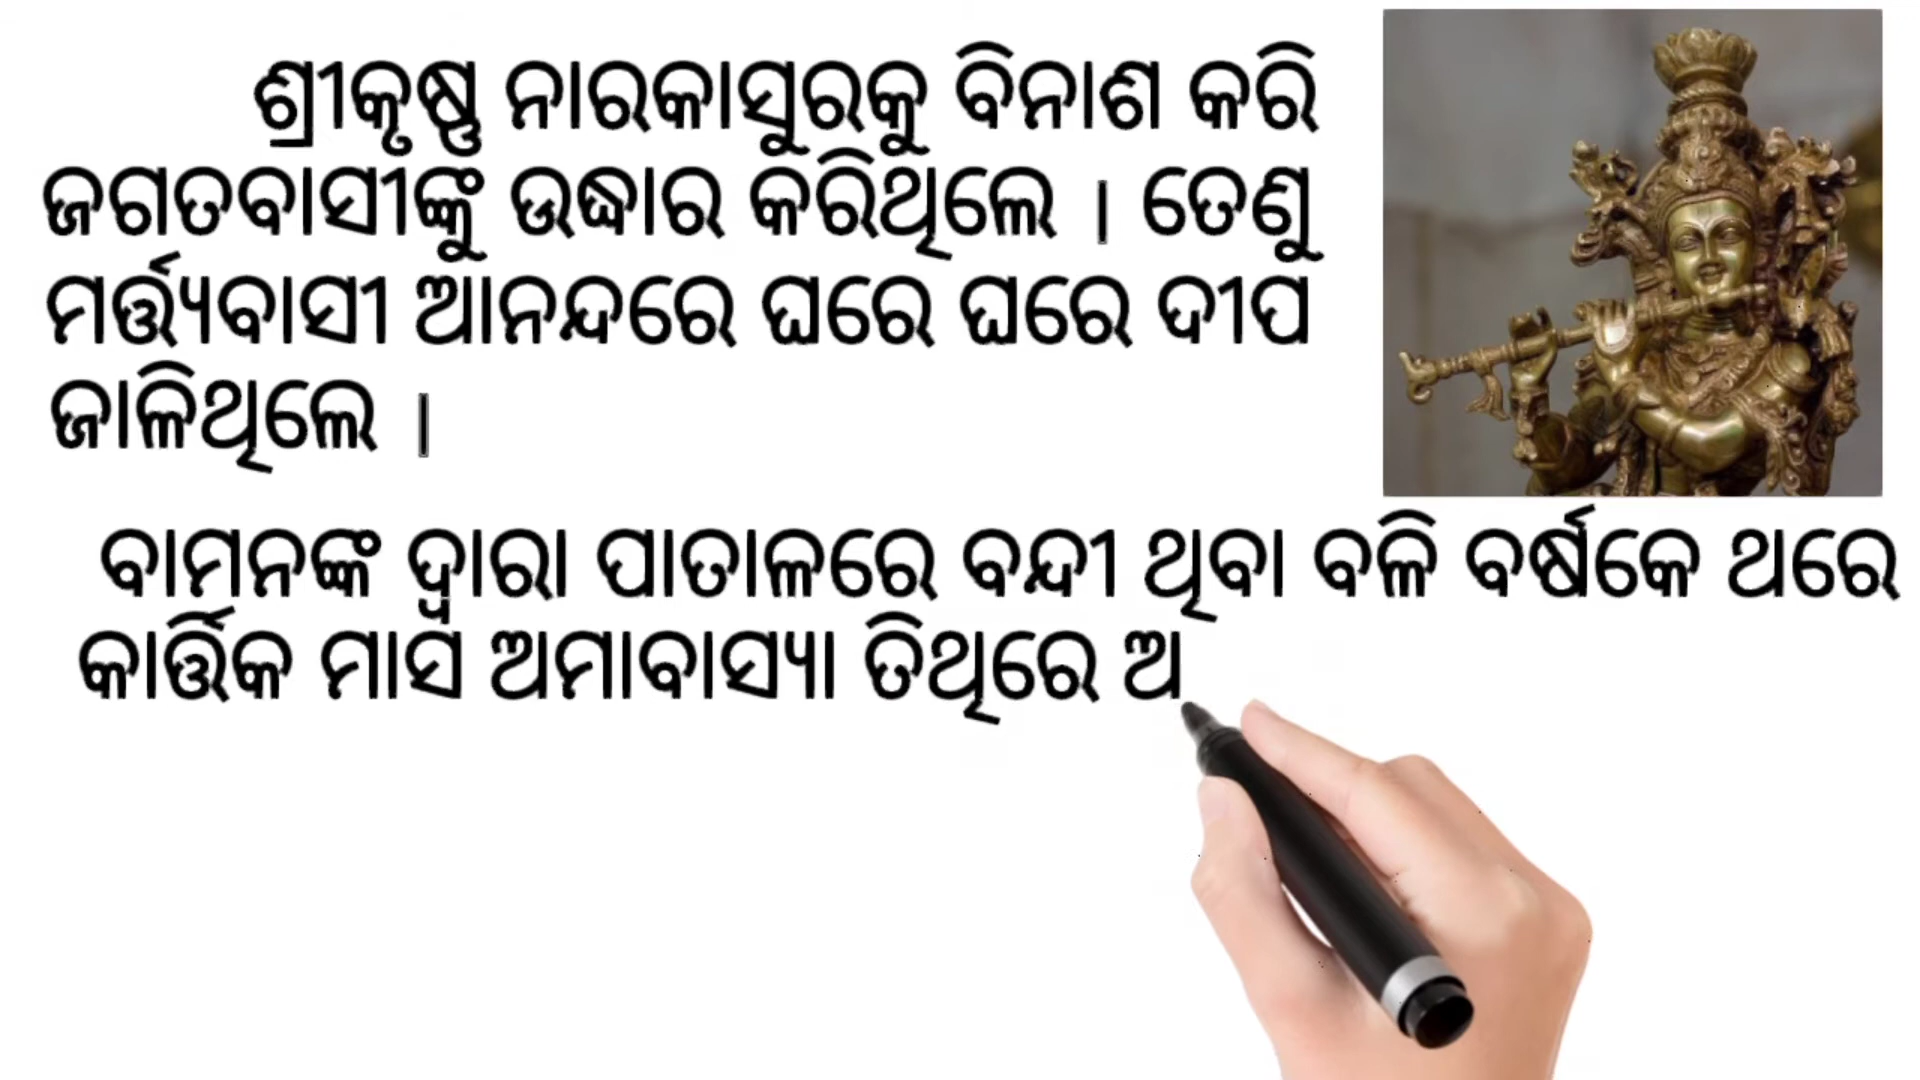 ଶ୍ରୀକୃଷ୍ଣ ନାରକାସୁରକୁ ବିନାଶ କରି
ଜଗତବାସୀଙ୍କୁ ଉଦ୍ଧାର କରିଥିଲେ । ତେଣୁ
ମର୍ତ୍ତ୍ୟବାସୀ ଆନନ୍ଦରେ ଘରେ ଘରେ ଦୀପ
ଜାଳିଥିଲେ ।
ବାମନଙ୍କ ଦ୍ୱାରା ପାତାଳରେ ବନ୍ଦୀ ଥିବା ବଳି ବର୍ଷକେ ଥରେ
କାର୍ତ୍ତିକ ମାସ ଅମାବାସ୍ୟା ତିଥିରେ ଅ